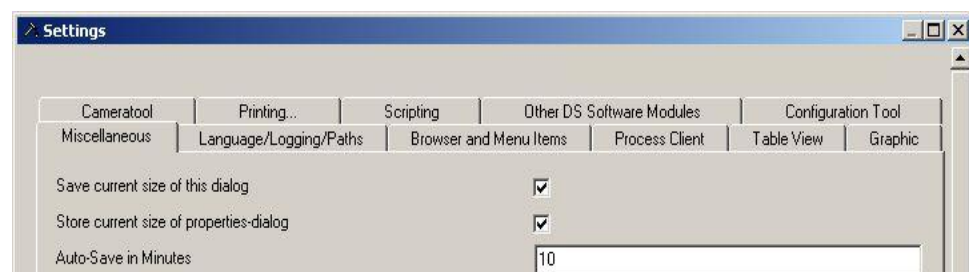 Settings
Cameratool Printing... Scripting Other DS Software Modules Configuration Tool
Miscellaneous Language/Logging/Paths Browser and Menu Items Process Client Table View Graphic
Save current size of this dialog
Store current size of properties-dialog
Auto-Save in Minutes 10